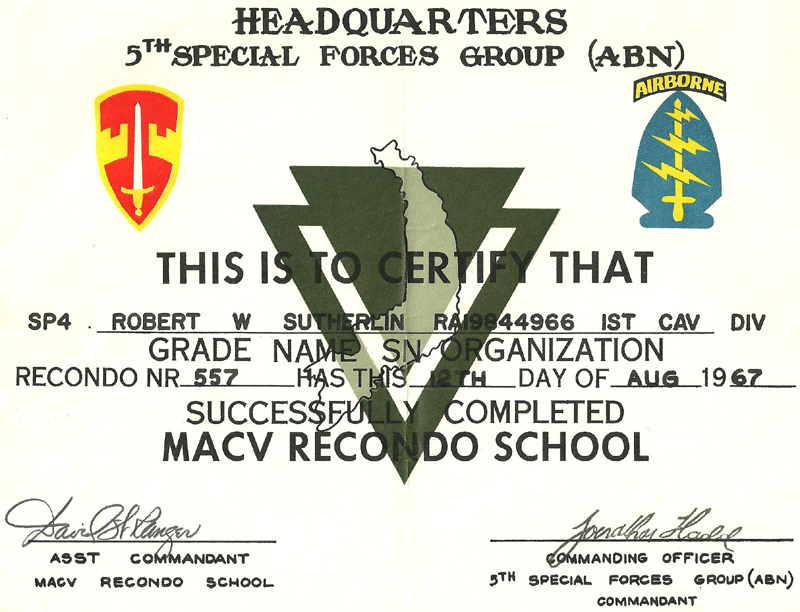 HEADQUARTERS
5TH SPECIAL FORCES GROUP (ABN)
AIRBORNE
THIS IS TO CERTIFY THAT
SP4 . ROBERT W SUTHERLIN RA19844966 IST CAV DIV
GRADE NAME SN ORGANIZATION
RECONDO NR 557 HAS THIS 12TH DAY OF AUG 1967
SUCCESSFULLY COMPLETED
MACV RECONDO SCHOOL
ASST COMMANDANT
MACV RECONDO SCHOOL
COMMANDING OFFICER
5TH SPECIAL FORCES GROUP (ABN)
COMMANDANT